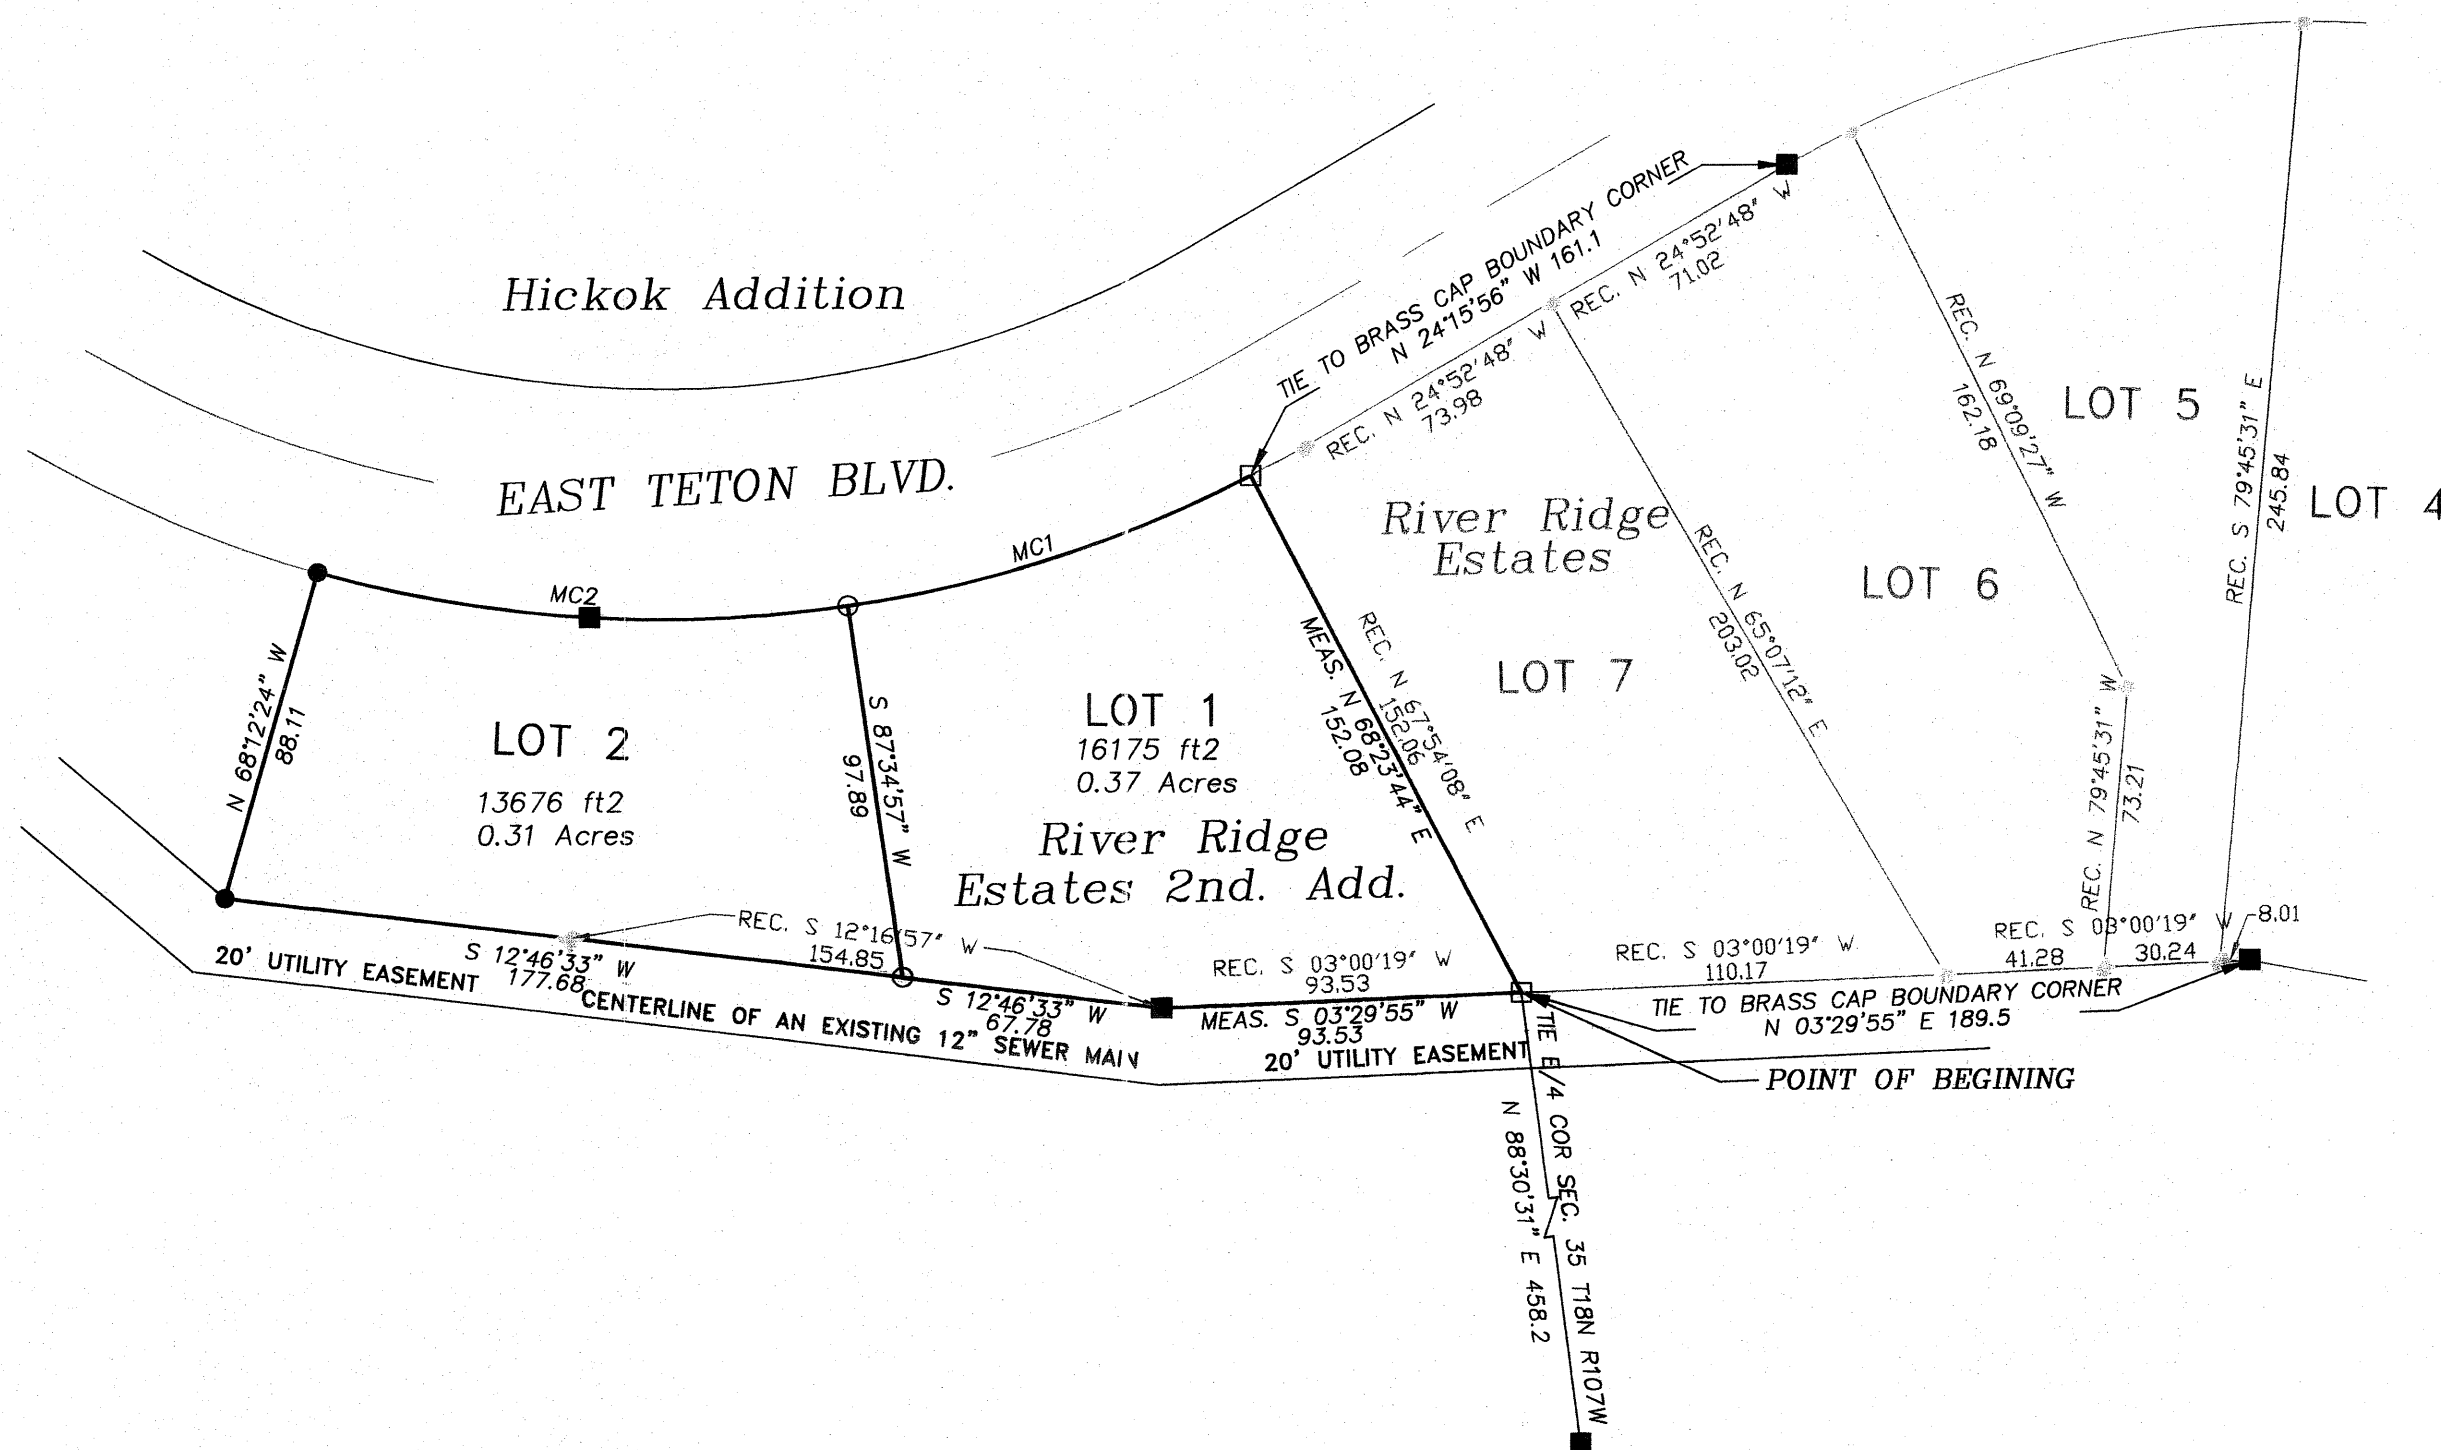 Hickok Addition
EAST TETON BLVD.
TIE TO BRASS CAP BOUNDARY CORNER
N 24°15'56" W 161.1
REC. N 24°52'48" W
73.98
REC. N 24°52'48" W
71.02
REC. N 69°09'27" W
162.18
LOT 5
REC. S 79°45'31" E
245.84
LOT 4
River Ridge
Estates
LOT 6
REC. N 65°07'12" E
203.02
LOT 7
REC. N 67°54'08" E
152.06
MEAS. N 68°23'44" E
152.08
MC1
MC2
N 68°12'24" W
88.11
LOT 2
13676 ft2
0.31 Acres
S 87°34'57" W
97.89
LOT 1
16175 ft2
0.37 Acres
River Ridge
Estates 2nd. Add.
REC. N 79°45'31" W
73.21
REC. S 12°16'57" W
154.85
S 12°46'33" W
177.68
20' UTILITY EASEMENT
CENTERLINE OF AN EXISTING 12" SEWER MAIN
S 12°46'33" W
67.78
REC. S 03°00'19" W
93.53
MEAS. S 03°29'55" W
93.53
20' UTILITY EASEMENT
REC. S 03°00'19" W
110.17
REC. S 03°00'19" W
41.28
30.24
8.01
TIE TO BRASS CAP BOUNDARY CORNER
N 03°29'55" E 189.5
POINT OF BEGINING
TIE E/4 COR SEC. 35 T18N R107W
N 88°30'31" E 458.2